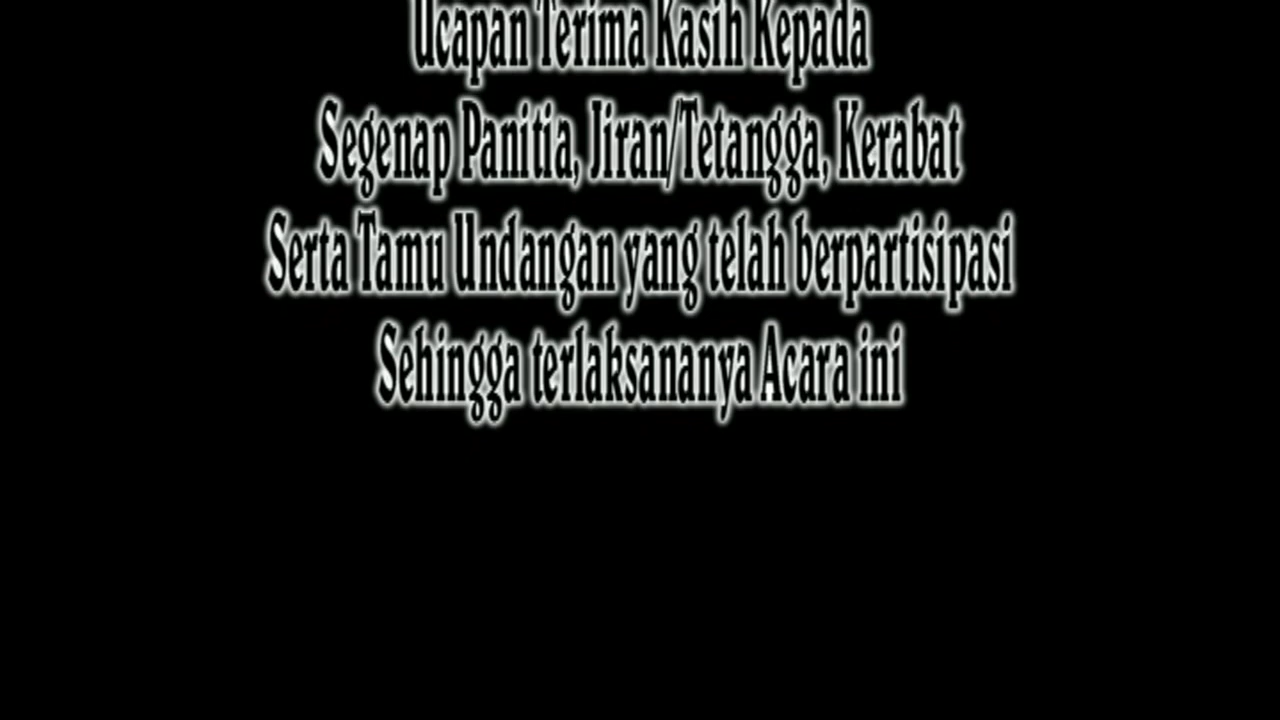 Ucapan Terima Kasih Kepada
Segenap Panitia, Jiran/Tetangga, Kerabat
Serta Tamu Undangan yang telah berpartisipasi
Sehingga terlaksananya Acara ini